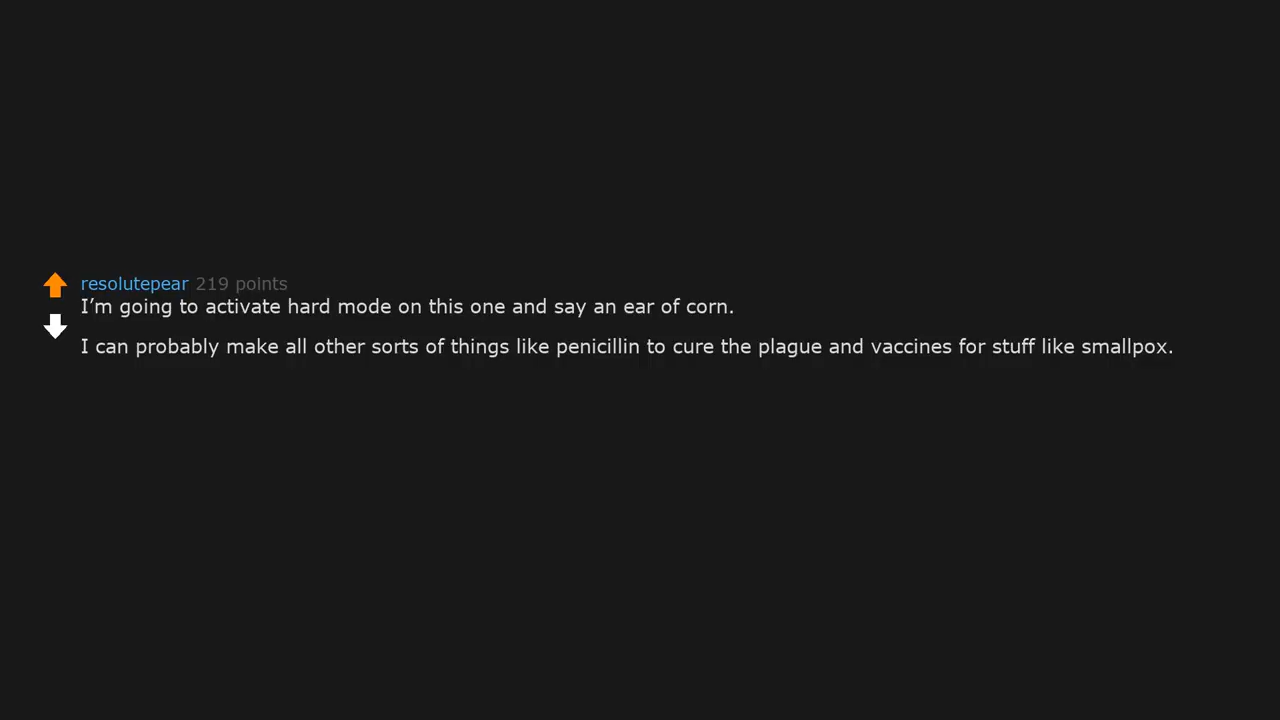 resolutepear 219 points
I’m going to activate hard mode on this one and say an ear of corn.
I can probably make all other sorts of things like penicillin to cure the plague and vaccines for stuff like smallpox.